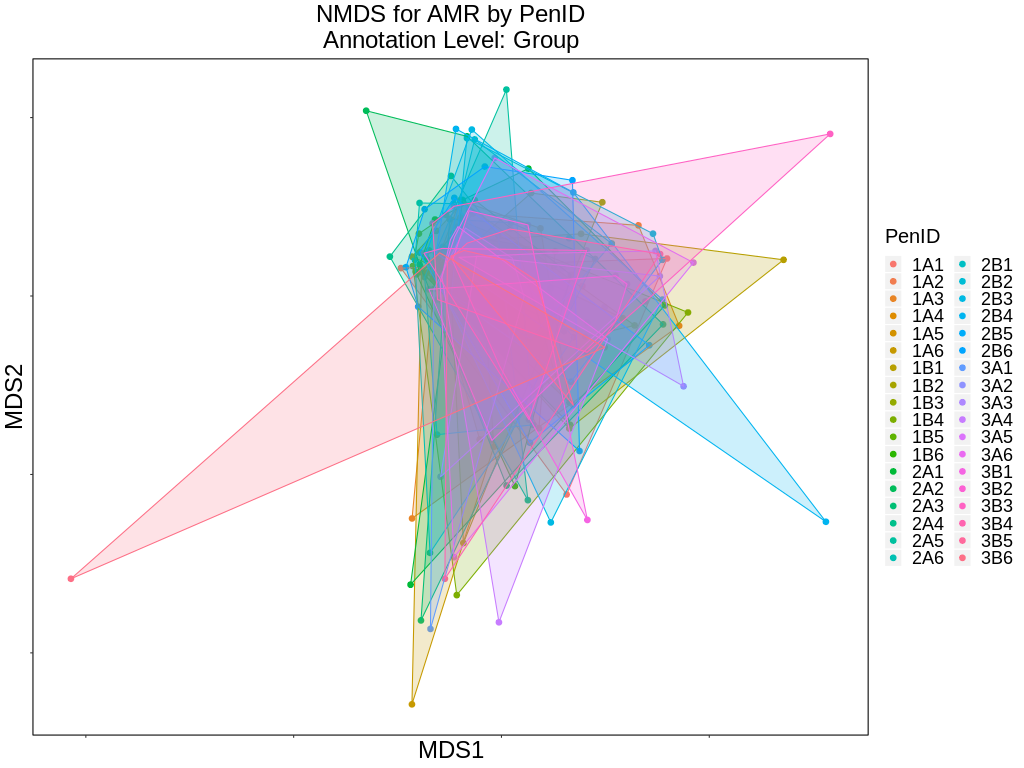 NMDS for AMR by PenID
Annotation Level: Group
MDS2
MDS1
PenID
1A1 2B1
1A2 2B2
1A3 2B3
1A4 2B4
1A5 2B5
1A6 2B6
1B1 3A1
1B2 3A2
1B3 3A3
1B4 3A4
1B5 3A5
1B6 3A6
2A1 3B1
2A2 3B2
2A3 3B3
2A4 3B4
2A5 3B5
2A6 3B6